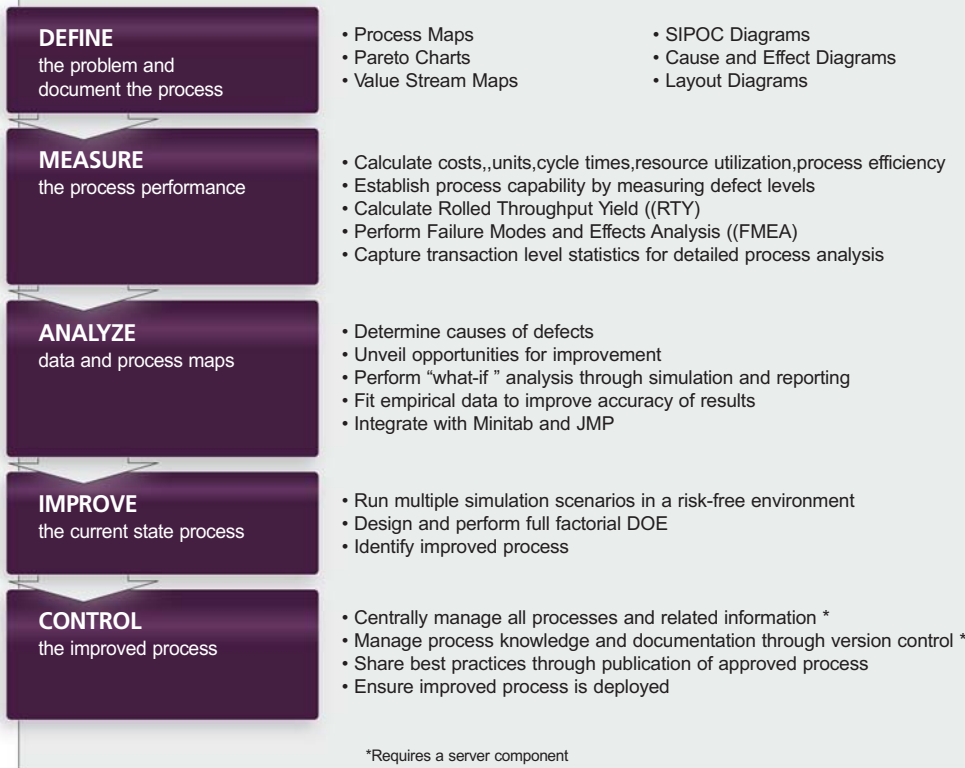 DEFINE
the problem and
document the process
• Process Maps
• Pareto Charts
• Value Stream Maps
• SIPOC Diagrams
• Cause and Effect Diagrams
• Layout Diagrams
MEASURE
the process performance
• Calculate costs,,units,cycle times,resource utilization,process efficiency
• Establish process capability by measuring defect levels
• Calculate Rolled Throughput Yield ((RTY)
• Perform Failure Modes and Effects Analysis ((FMEA)
• Capture transaction level statistics for detailed process analysis
ANALYZE
data and process maps
• Determine causes of defects
• Unveil opportunities for improvement
• Perform “what-if ” analysis through simulation and reporting
• Fit empirical data to improve accuracy of results
• Integrate with Minitab and JMP
IMPROVE
the current state process
• Run multiple simulation scenarios in a risk-free environment
• Design and perform full factorial DOE
• Identify improved process
CONTROL
the improved process
• Centrally manage all processes and related information *
• Manage process knowledge and documentation through version control *
• Share best practices through publication of approved process
• Ensure improved process is deployed
*Requires a server component